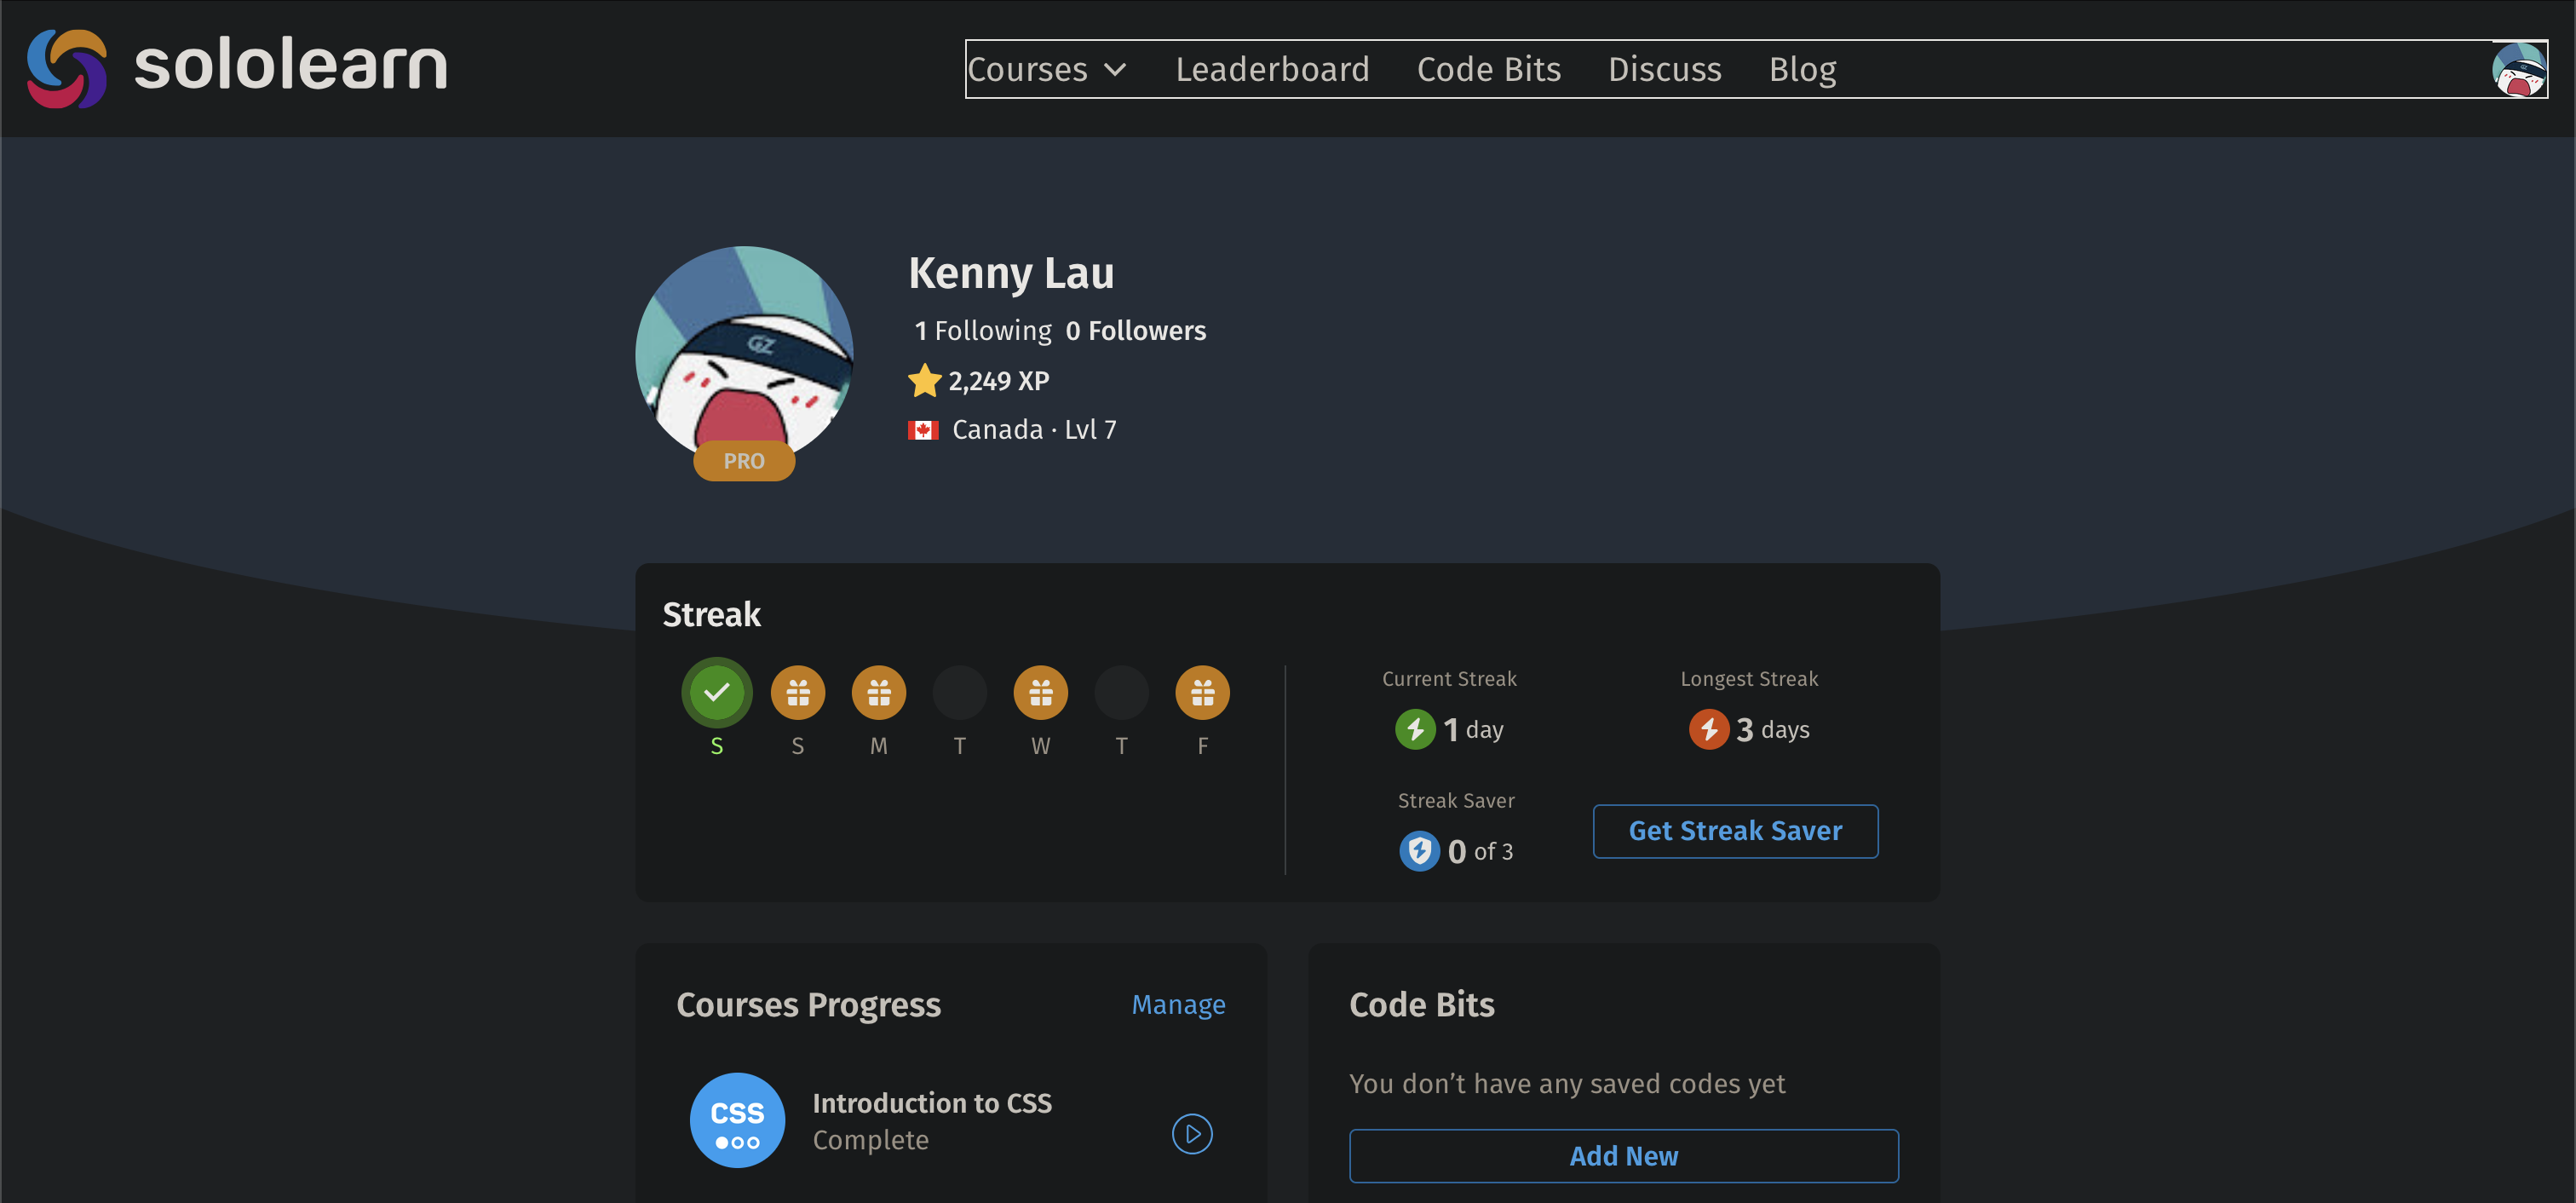 sololearn
Courses Leaderboard Code Bits Discuss Blog
GZ
Kenny Lau
1 Following 0 Followers
2,249 XP
Canada · Lvl 7
GZ
PRO
Streak
S S M T W T F
Current Streak
1 day
Longest Streak
3 days
Streak Saver
0 of 3
Get Streak Saver
Courses Progress
Manage
CSS
Introduction to CSS
Complete
Code Bits
You don’t have any saved codes yet
Add New